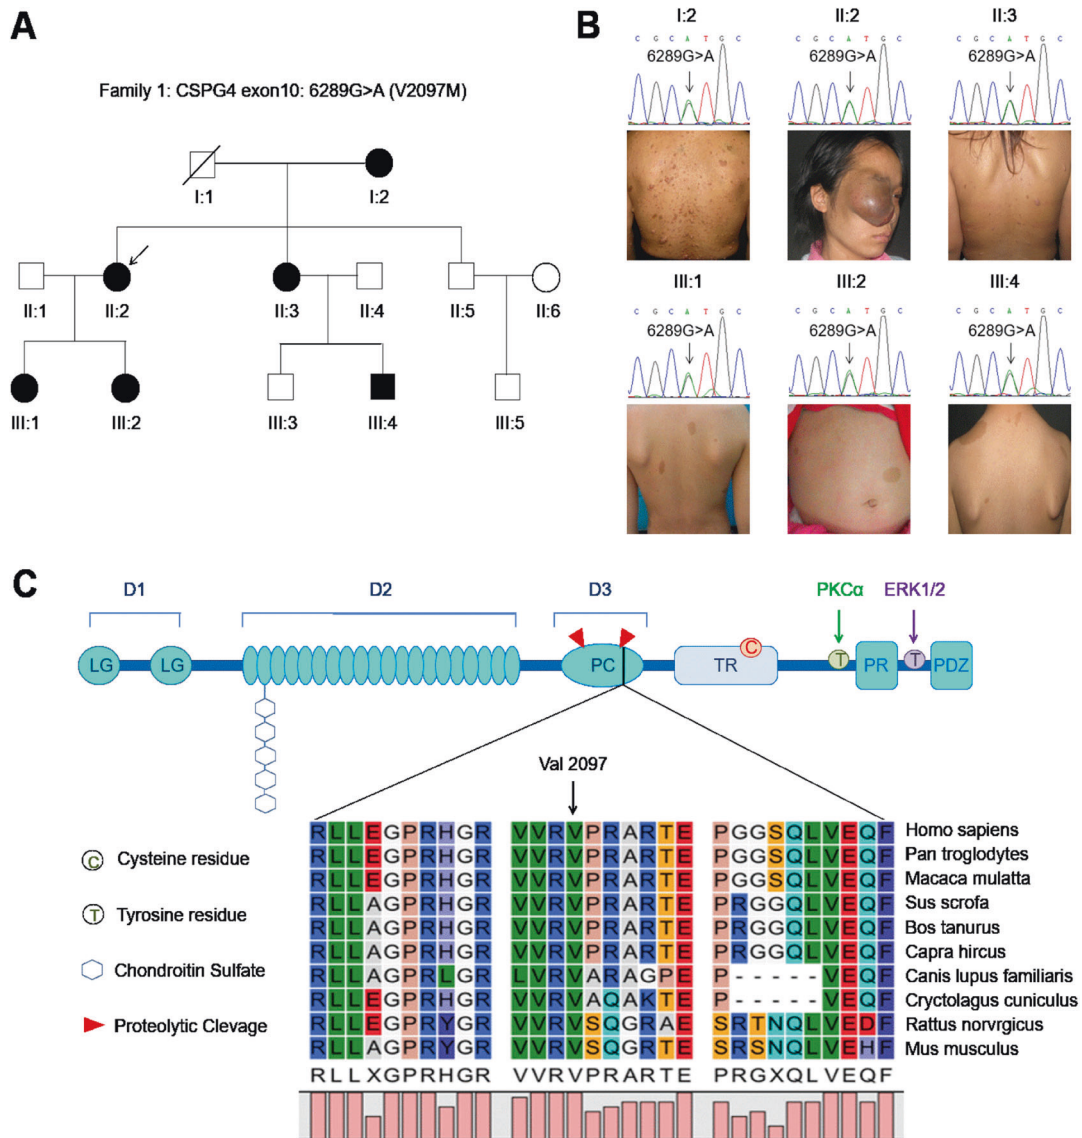 A
Family 1: CSPG4 exon10: 6289G>A (V2097M)
I:1
I:2
II:1
II:2
II:3
II:4
II:5
II:6
III:1
III:2
III:3
III:4
III:5
B
I:2
II:2
II:3
C G C A T G C
C G C A T G C
C G C A T G C
6289G>A
6289G>A
6289G>A
III:1
III:2
III:4
C G C A T G C
C G C A T G C
C G C A T G C
6289G>A
6289G>A
6289G>A
C
D1
D2
D3
PKCα
ERK1/2
LG
LG
PC
TR
C
T
PR
T
PDZ
Val 2097
RLLEGPRHGR VVRVPRARTE PGGSQLVEQF Homo sapiens
RLLEGPRHGR VVRVPRARTE PGGSQLVEQF Pan troglodytes
RLLEGPRHGR VVRVPRARTE PGGSQLVEQF Macaca mulatta
RLLAGPRHGR VVRVPRARTE PRGGQLVEQF Sus scrofa
RLLAGPRHGR VVRVPRARTE PRGGQLVEQF Bos tanurus
RLLAGPRHGR VVRVPRARTE PRGGQLVEQF Capra hircus
RLLAGPRLGR LVRVARAGPE P-----VEQF Canis lupus familiaris
RLLEGPRHGR VVRVAQAKTE P-----VEQF Cryctolagus cuniculus
RLLEGPRYGR VVRVSQGRAE SRTNQLVEDF Rattus norvrgicus
RLLAGPRYGR VVRVSQGRTE SRSNQLVEHF Mus musculus
RLLXGPRHGR VVRVPRARTE PRGXQLVEQF
C Cysteine residue
T Tyrosine residue
Chondroitin Sulfate
Proteolytic Clevage